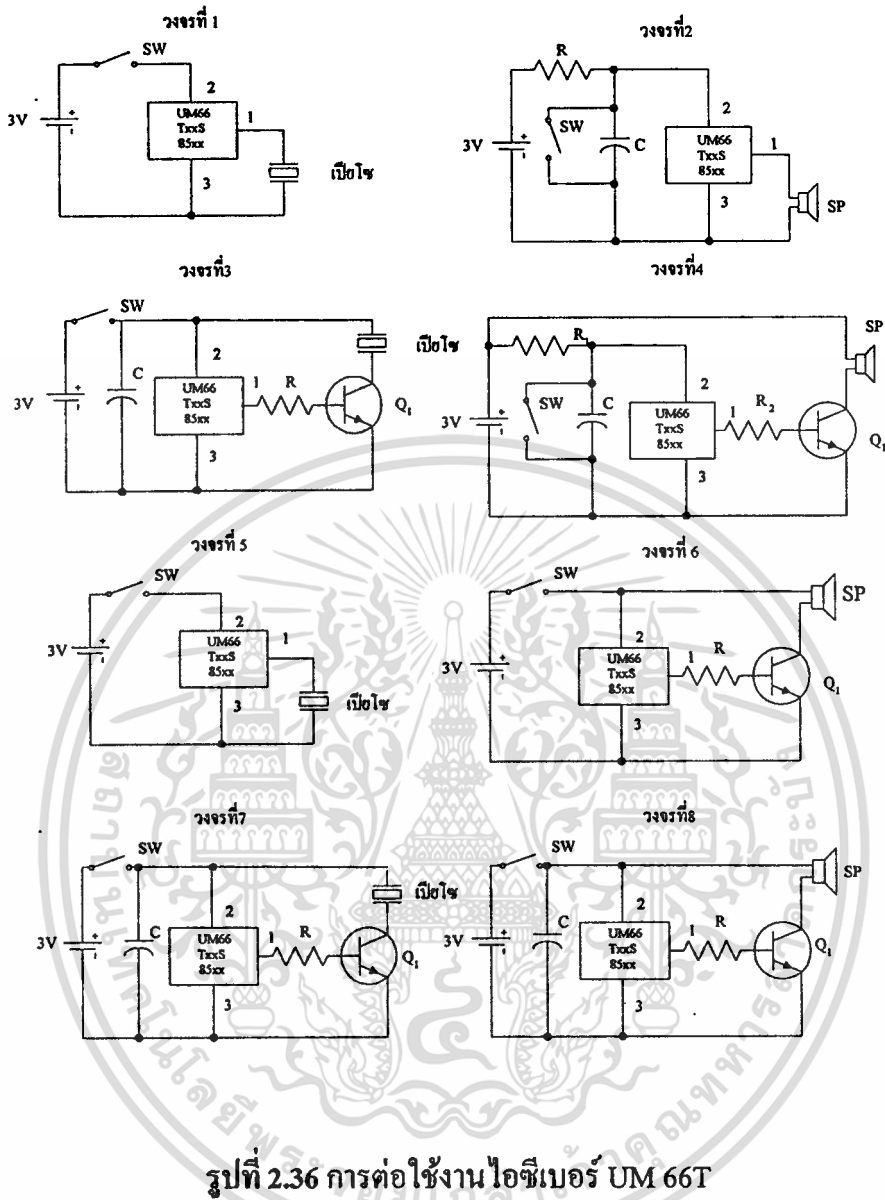 วงจรที่ 1
SW
3V
2
UM66
TxxS
85xx
1
3
เปียโซ
วงจรที่2
R
SW
3V
C
2
UM66
TxxS
85xx
1
3
SP
วงจรที่3
SW
3V
C
2
UM66
TxxS
85xx
1
R
3
เปียโซ
Q1
วงจรที่4
R1
SP
SW
3V
C
2
UM66
TxxS
85xx
1
R2
3
Q1
วงจรที่ 5
SW
3V
2
UM66
TxxS
85xx
1
3
เปียโซ
วงจรที่ 6
SW
SP
3V
2
UM66
TxxS
85xx
1
R
3
Q1
วงจรที่7
SW
3V
C
2
UM66
TxxS
85xx
1
R
3
เปียโซ
Q1
วงจรที่8
SW
SP
3V
C
2
UM66
TxxS
85xx
1
R
3
Q1
รูปที่ 2.36 การต่อใช้งานไอซีเบอร์ UM 66T